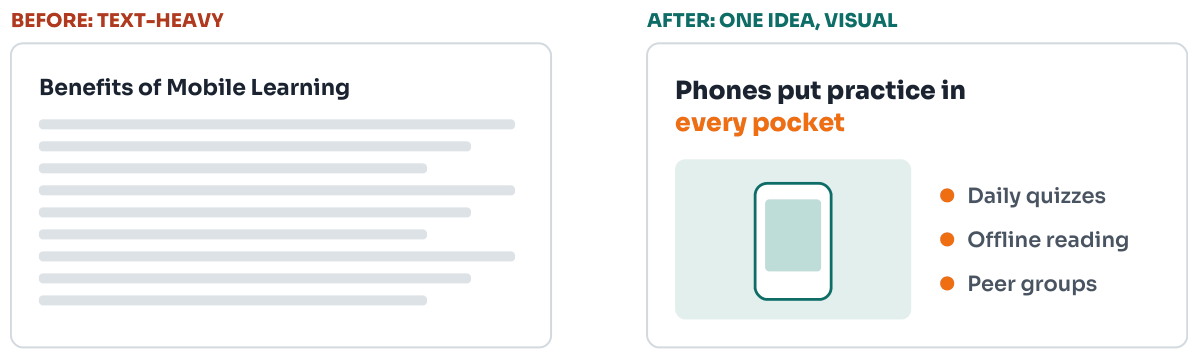 BEFORE: TEXT-HEAVY
Benefits of Mobile Learning
AFTER: ONE IDEA, VISUAL
Phones put practice in
every pocket
Daily quizzes
Offline reading
Peer groups